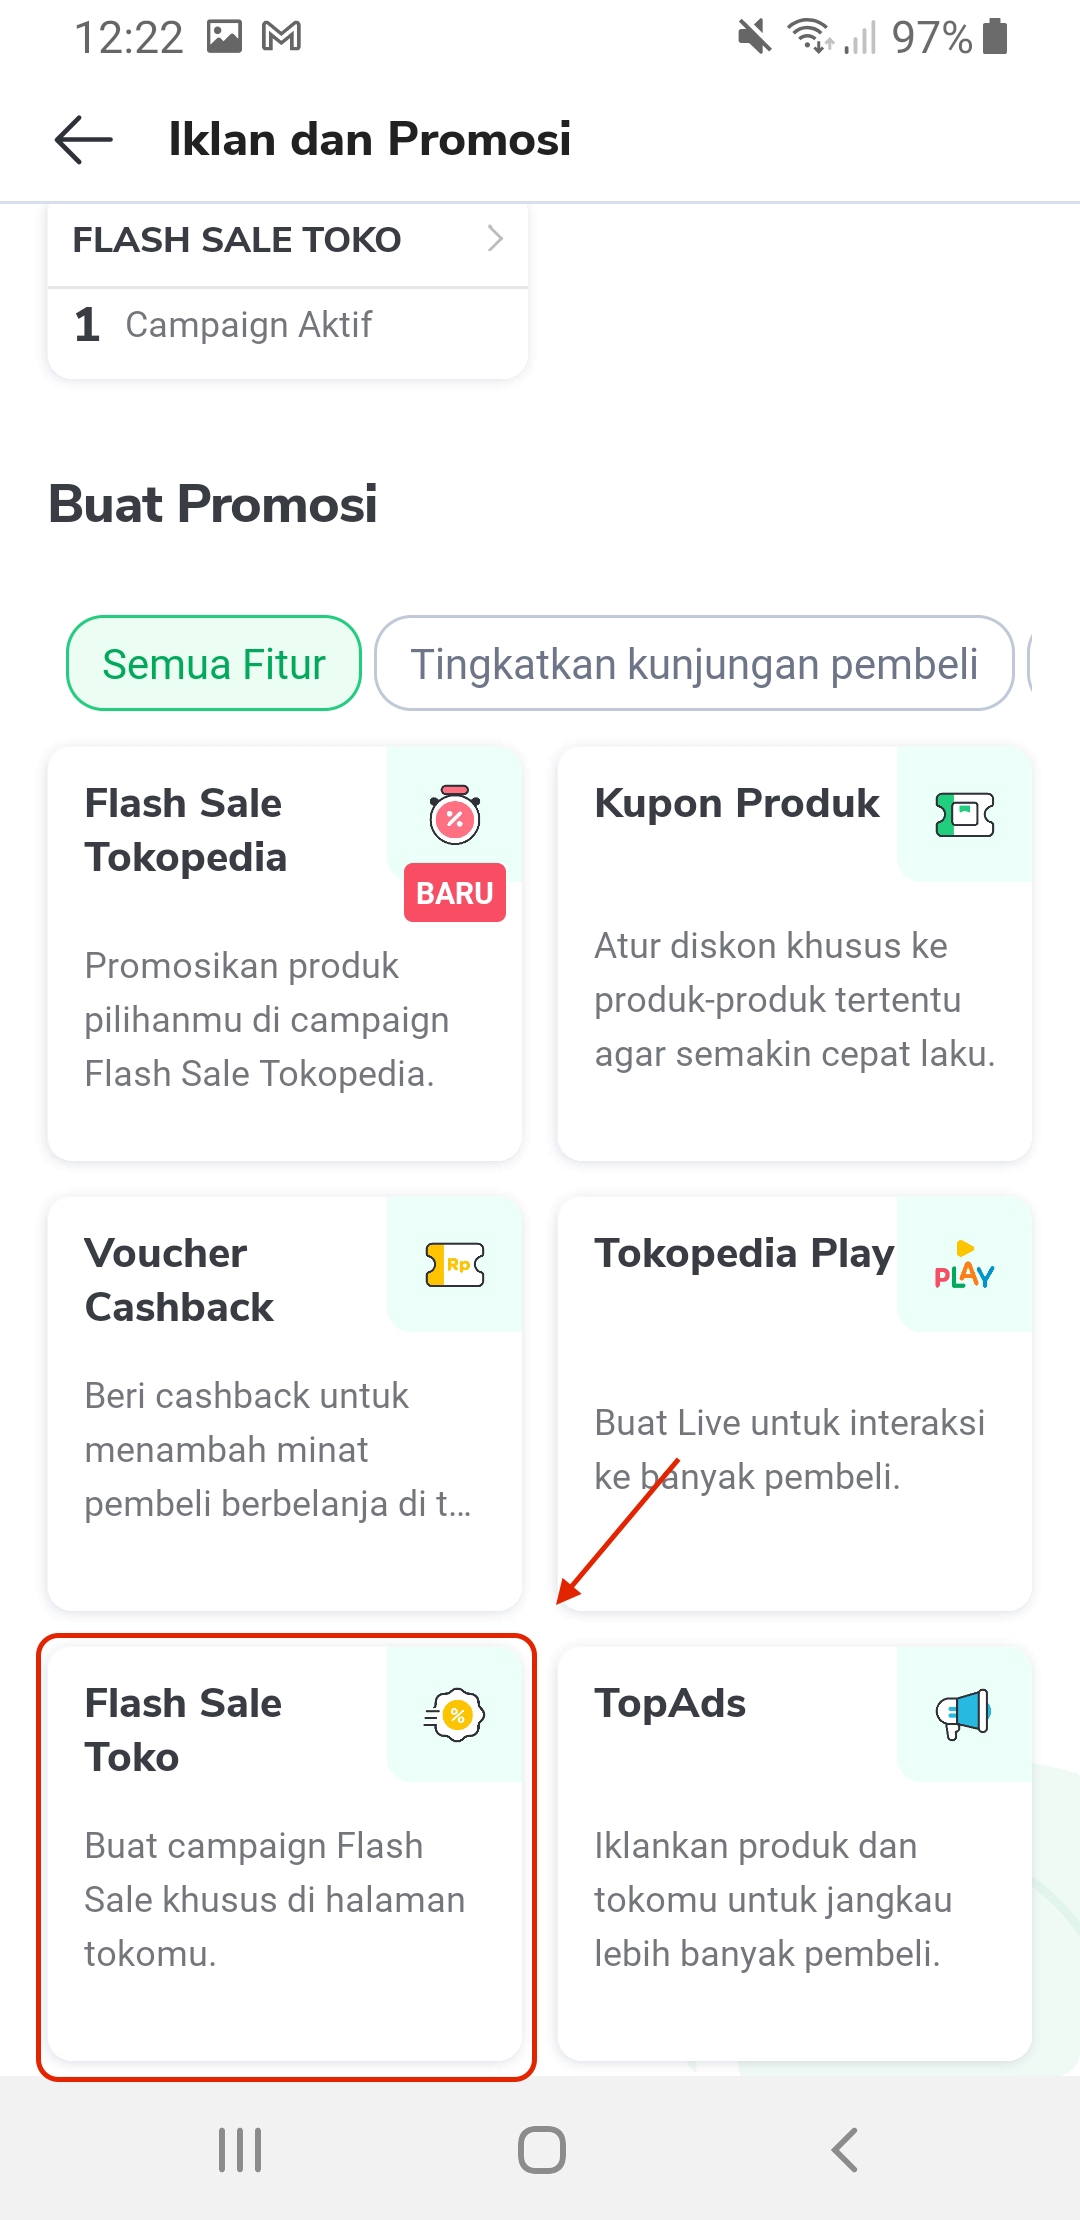 12:22
97%
Iklan dan Promosi
FLASH SALE TOKO
1 Campaign Aktif
Buat Promosi
Semua Fitur
Tingkatkan kunjungan pembeli
Flash Sale
Tokopedia
%
BARU
Promosikan produk
pilihanmu di campaign
Flash Sale Tokopedia.
Kupon Produk
Atur diskon khusus ke
produk-produk tertentu
agar semakin cepat laku.
Voucher
Cashback
Rp
Beri cashback untuk
menambah minat
pembeli berbelanja di t...
Tokopedia Play
PLAY
Buat Live untuk interaksi
ke banyak pembeli.
Flash Sale
Toko
%
Buat campaign Flash
Sale khusus di halaman
tokomu.
TopAds
Iklankan produk dan
tokomu untuk jangkau
lebih banyak pembeli.